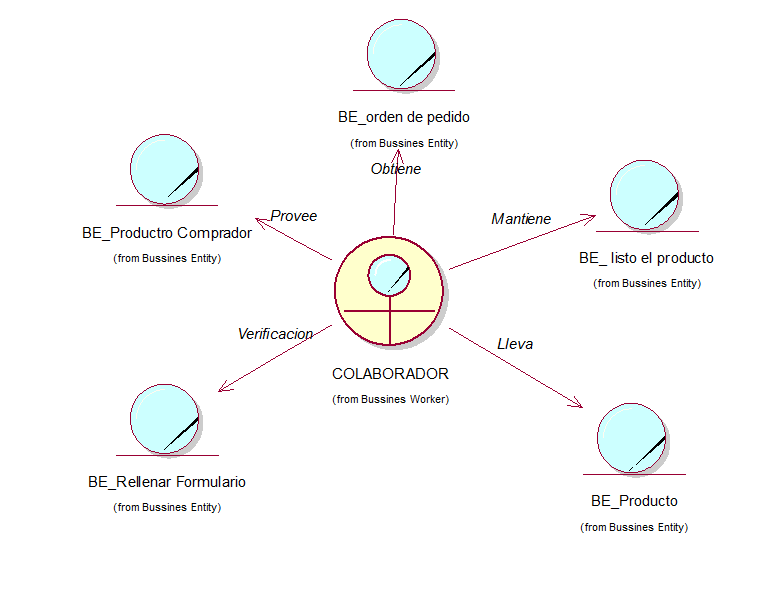 BE_orden de pedido
(from Bussines Entity)
Obtiene
Provee
Mantiene
BE_Productro Comprador
(from Bussines Entity)
BE_ listo el producto
(from Bussines Entity)
Verificacion
Lleva
COLABORADOR
(from Bussines Worker)
BE_Rellenar Formulario
(from Bussines Entity)
BE_Producto
(from Bussines Entity)